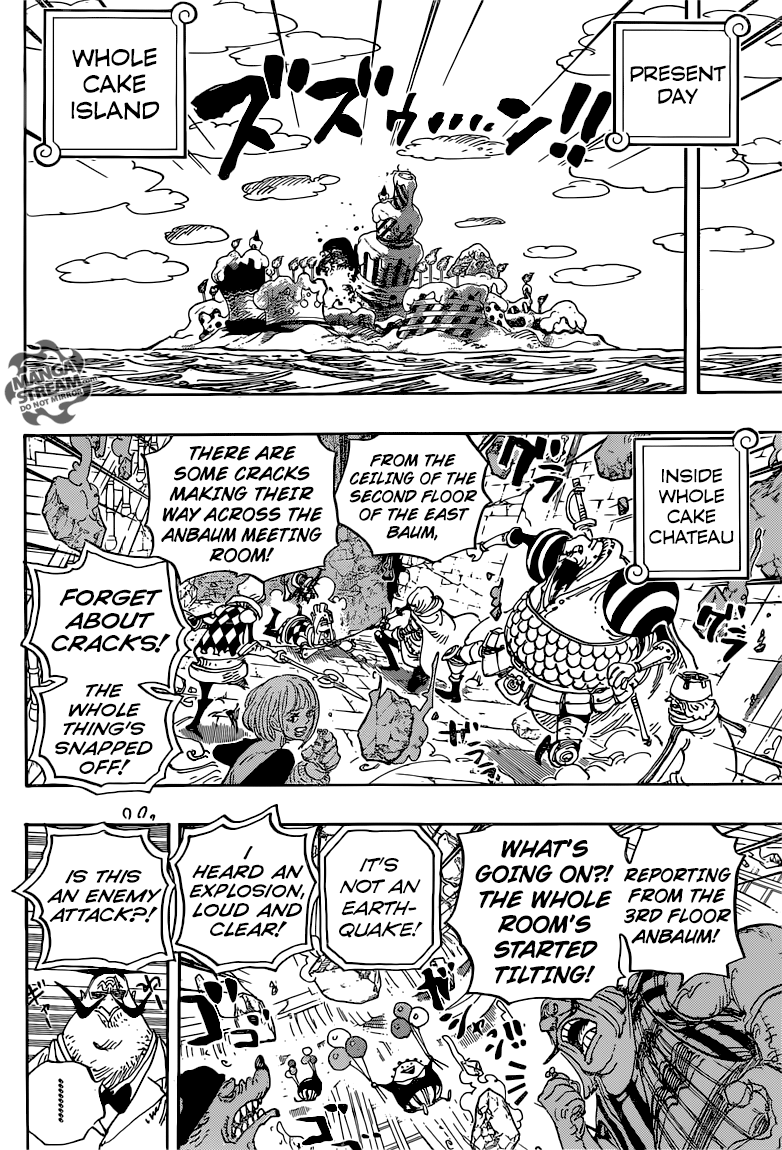 PRESENT
DAY
WHOLE
CAKE
ISLAND
ズズゥ……ン!!
MANGA
STREAM.com
DO NOT MIRROR
INSIDE
WHOLE
CAKE
CHATEAU
FROM THE
CEILING OF THE
SECOND FLOOR
OF THE EAST
BAUM,
THERE ARE
SOME CRACKS
MAKING THEIR
WAY ACROSS THE
ANBAUM MEETING
ROOM!
FORGET
ABOUT
CRACKS!
THE
WHOLE
THING'S
SNAPPED
OFF!
REPORTING
FROM THE
3RD FLOOR
ANBAUM!
WHAT'S
GOING ON?!
THE WHOLE
ROOM'S
STARTED
TILTING!
IT'S
NOT AN
EARTH-
QUAKE!
I
HEARD AN
EXPLOSION,
LOUD AND
CLEAR!
ゴゴ
IS THIS
AN ENEMY
ATTACK?!